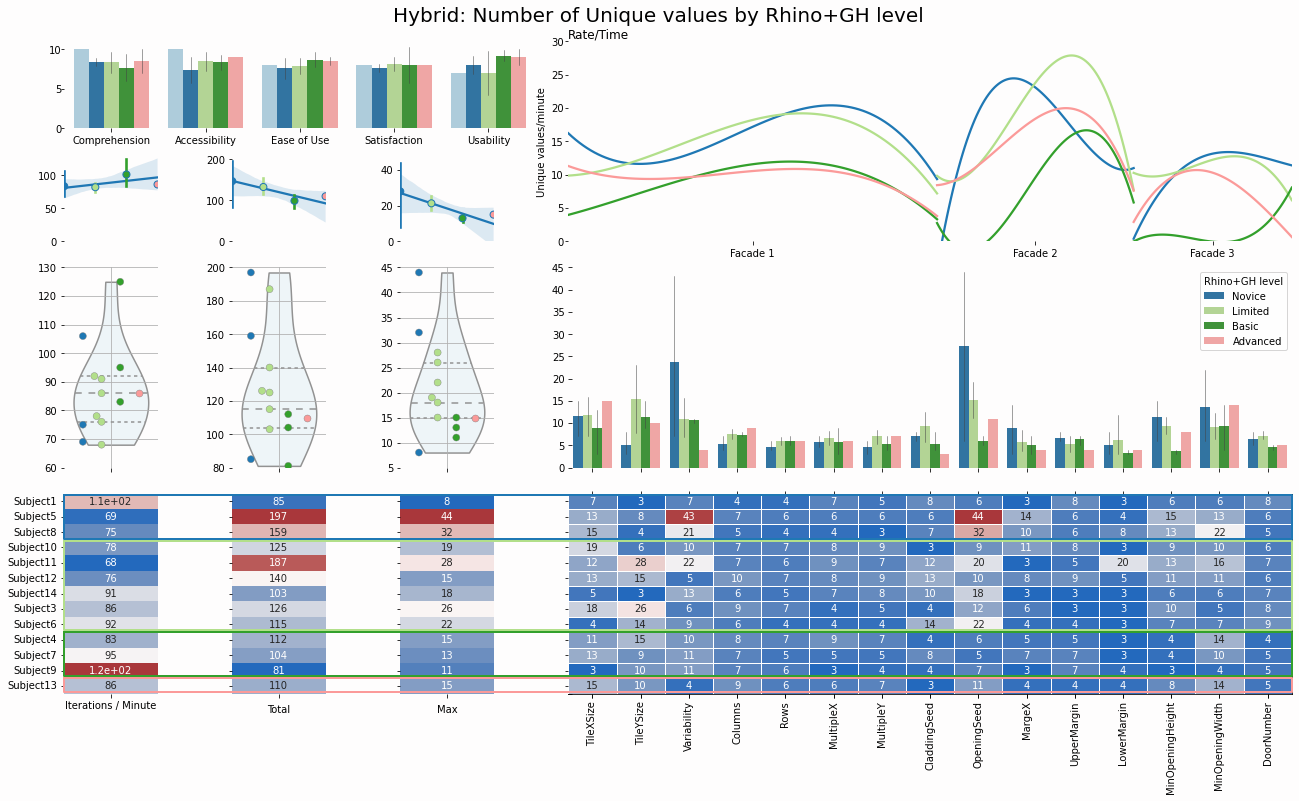 Hybrid: Number of Unique values by Rhino+GH level
10
5
0
Comprehension Accessibility Ease of Use Satisfaction Usability
Rate/Time
Unique values/minute
30
25
20
15
10
5
0
Facade 1 Facade 2 Facade 3
100
50
0
200
100
0
40
20
0
130
120
110
100
90
80
70
60
200
180
160
140
120
100
80
45
40
35
30
25
20
15
10
5
45
40
35
30
25
20
15
10
5
0
Rhino+GH level
Novice
Limited
Basic
Advanced
Subject1 1.1e+02 85 8 7 3 7 4 4 7 5 8 6 3 8 3 6 6 8
Subject5 69 197 44 13 8 43 7 6 6 6 6 44 14 6 4 15 13 6
Subject8 75 159 32 15 4 21 5 4 4 3 7 32 10 6 8 13 22 5
Subject10 78 125 19 19 6 10 7 7 8 9 3 9 11 8 3 9 10 6
Subject11 68 187 28 12 28 22 7 6 9 7 12 20 3 5 20 13 16 7
Subject12 76 140 15 13 15 5 10 7 8 9 13 10 8 9 5 11 11 6
Subject14 91 103 18 5 3 13 6 5 7 8 10 18 3 3 3 6 6 7
Subject3 86 126 26 18 26 6 9 7 4 5 4 12 6 3 3 10 5 8
Subject6 92 115 22 4 14 9 6 4 4 4 14 22 4 4 3 7 7 9
Subject4 83 112 15 11 15 10 8 7 9 7 4 6 5 5 3 4 14 4
Subject7 95 104 13 13 9 11 7 5 5 5 8 5 7 7 3 4 10 5
Subject9 1.2e+02 81 11 3 10 11 7 6 3 4 4 7 3 7 4 3 4 5
Subject13 86 110 15 15 10 4 9 6 6 7 3 11 4 4 4 8 14 5
Iterations / Minute Total Max TileXSize TileYSize Variability Columns Rows MultipleX MultipleY CladdingSeed OpeningSeed MargeX UpperMargin LowerMargin MinOpeningHeight MinOpeningWidth DoorNumber